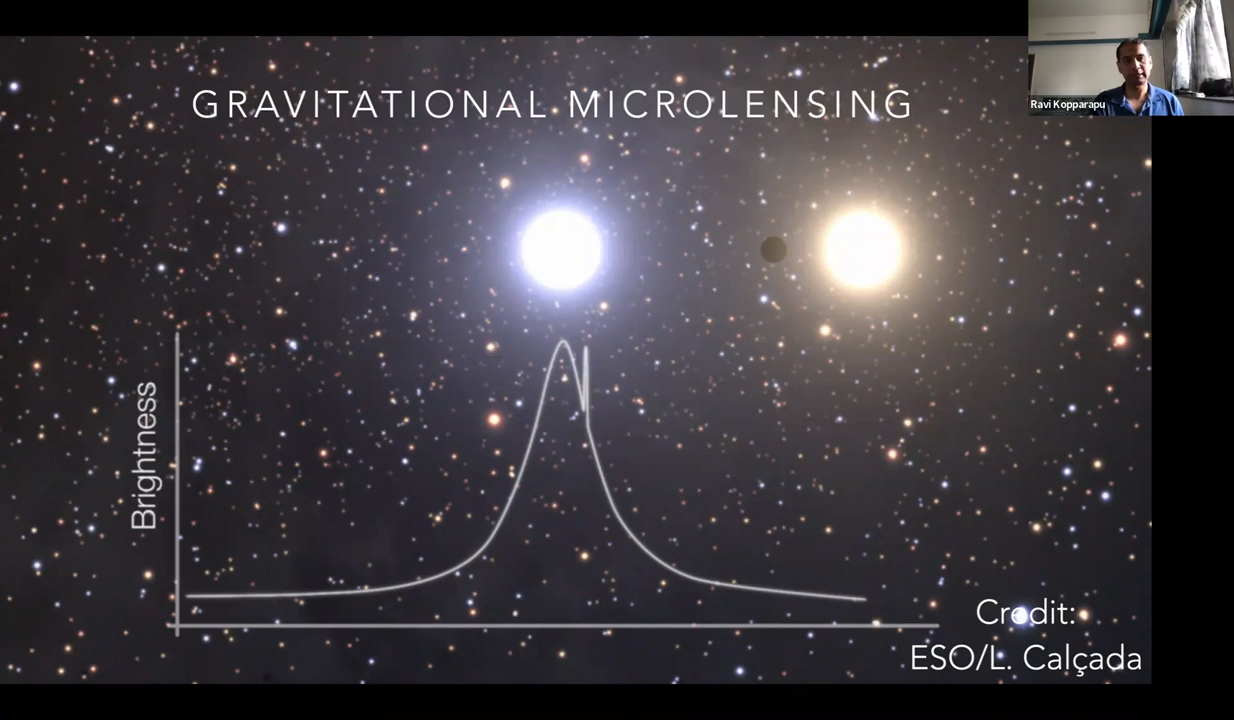 GRAVITATIONAL MICROLENSING
Ravi Kopparapu
Brightness
Credit:
ESO/L. Calçada